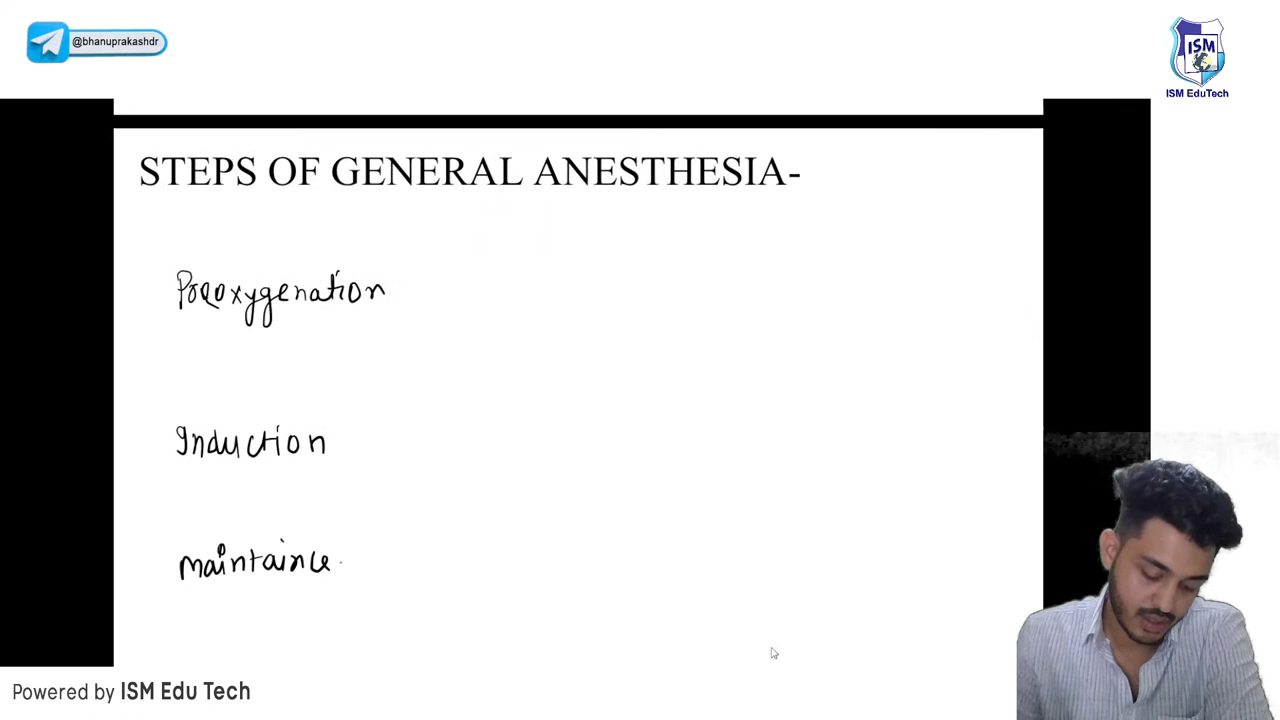 @bhanuprakashdr
ISM
ISM EduTech
STEPS OF GENERAL ANESTHESIA-
Preoxygenation
Induction
maintaince
Powered by ISM Edu Tech